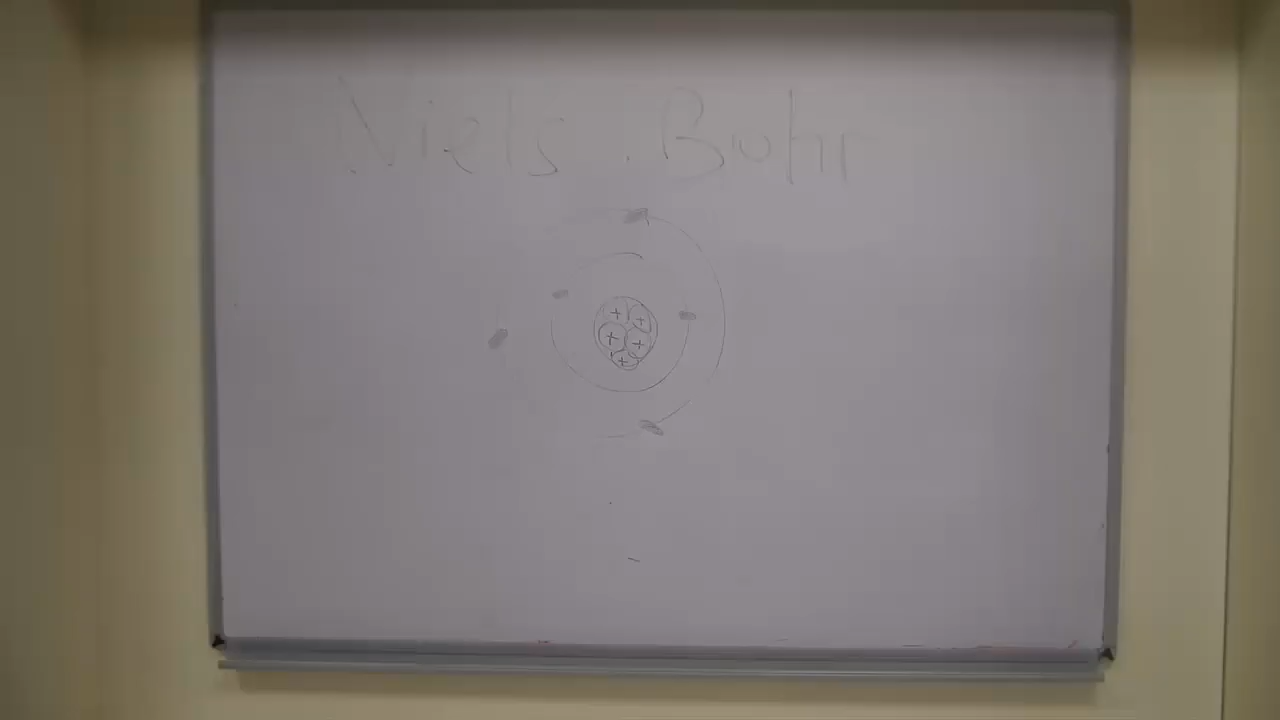 Niels Bohr
+ +
+ +
+